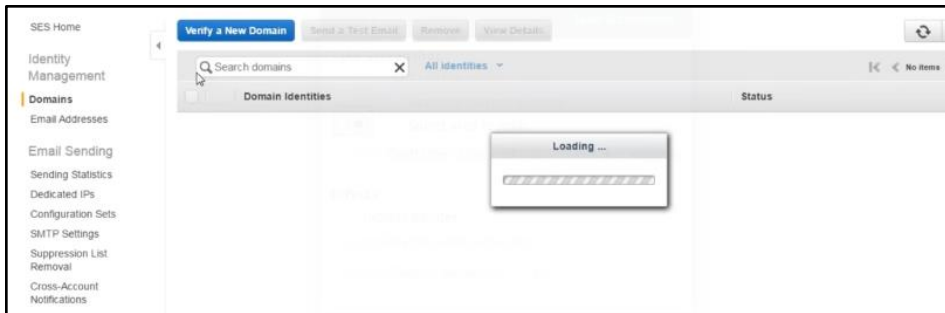 SES Home
Identity
Management
Domains
Email Addresses
Email Sending
Sending Statistics
Dedicated IPs
Configuration Sets
SMTP Settings
Suppression List
Removal
Cross-Account
Notifications
Verify a New Domain Send a Test Email Remove View Details
Search domains All identities No items
Domain Identities Status
Loading ...